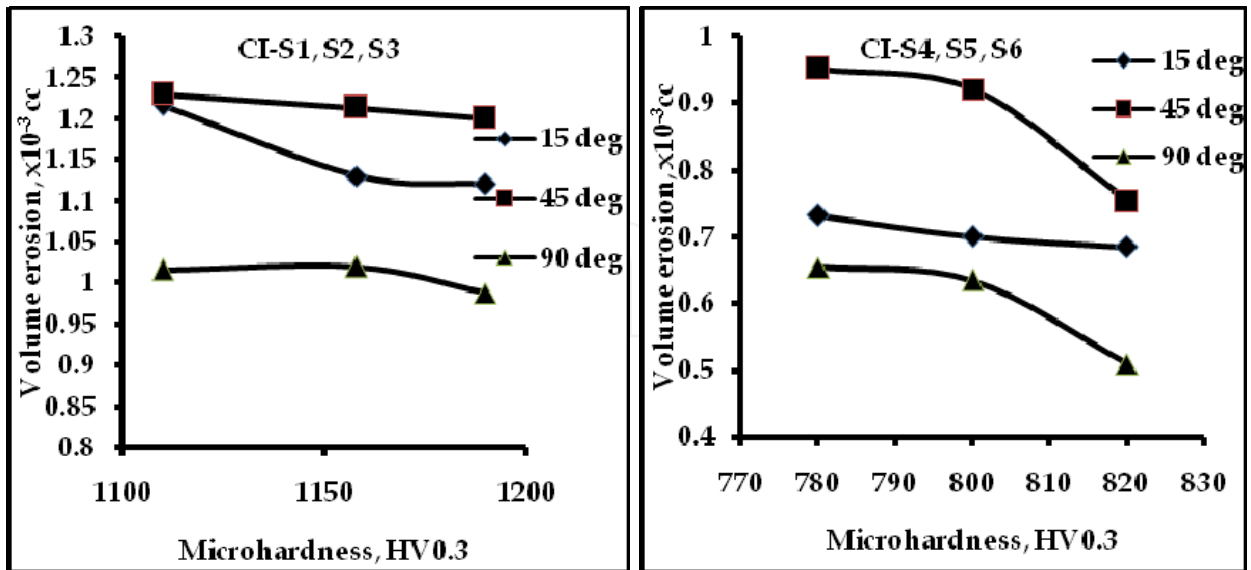 CI-S1, S2, S3
Volume erosion, x10-3cc
1.3
1.25
1.2
1.15
1.1
1.05
1
0.95
0.9
0.85
0.8
1100
1150
1200
Microhardness, HV0.3
15 deg
45 deg
90 deg
CI-S4, S5, S6
Volume erosion, x10-3cc
1
0.9
0.8
0.7
0.6
0.5
0.4
770 780 790 800 810 820 830
Microhardness, HV0.3
15 deg
45 deg
90 deg